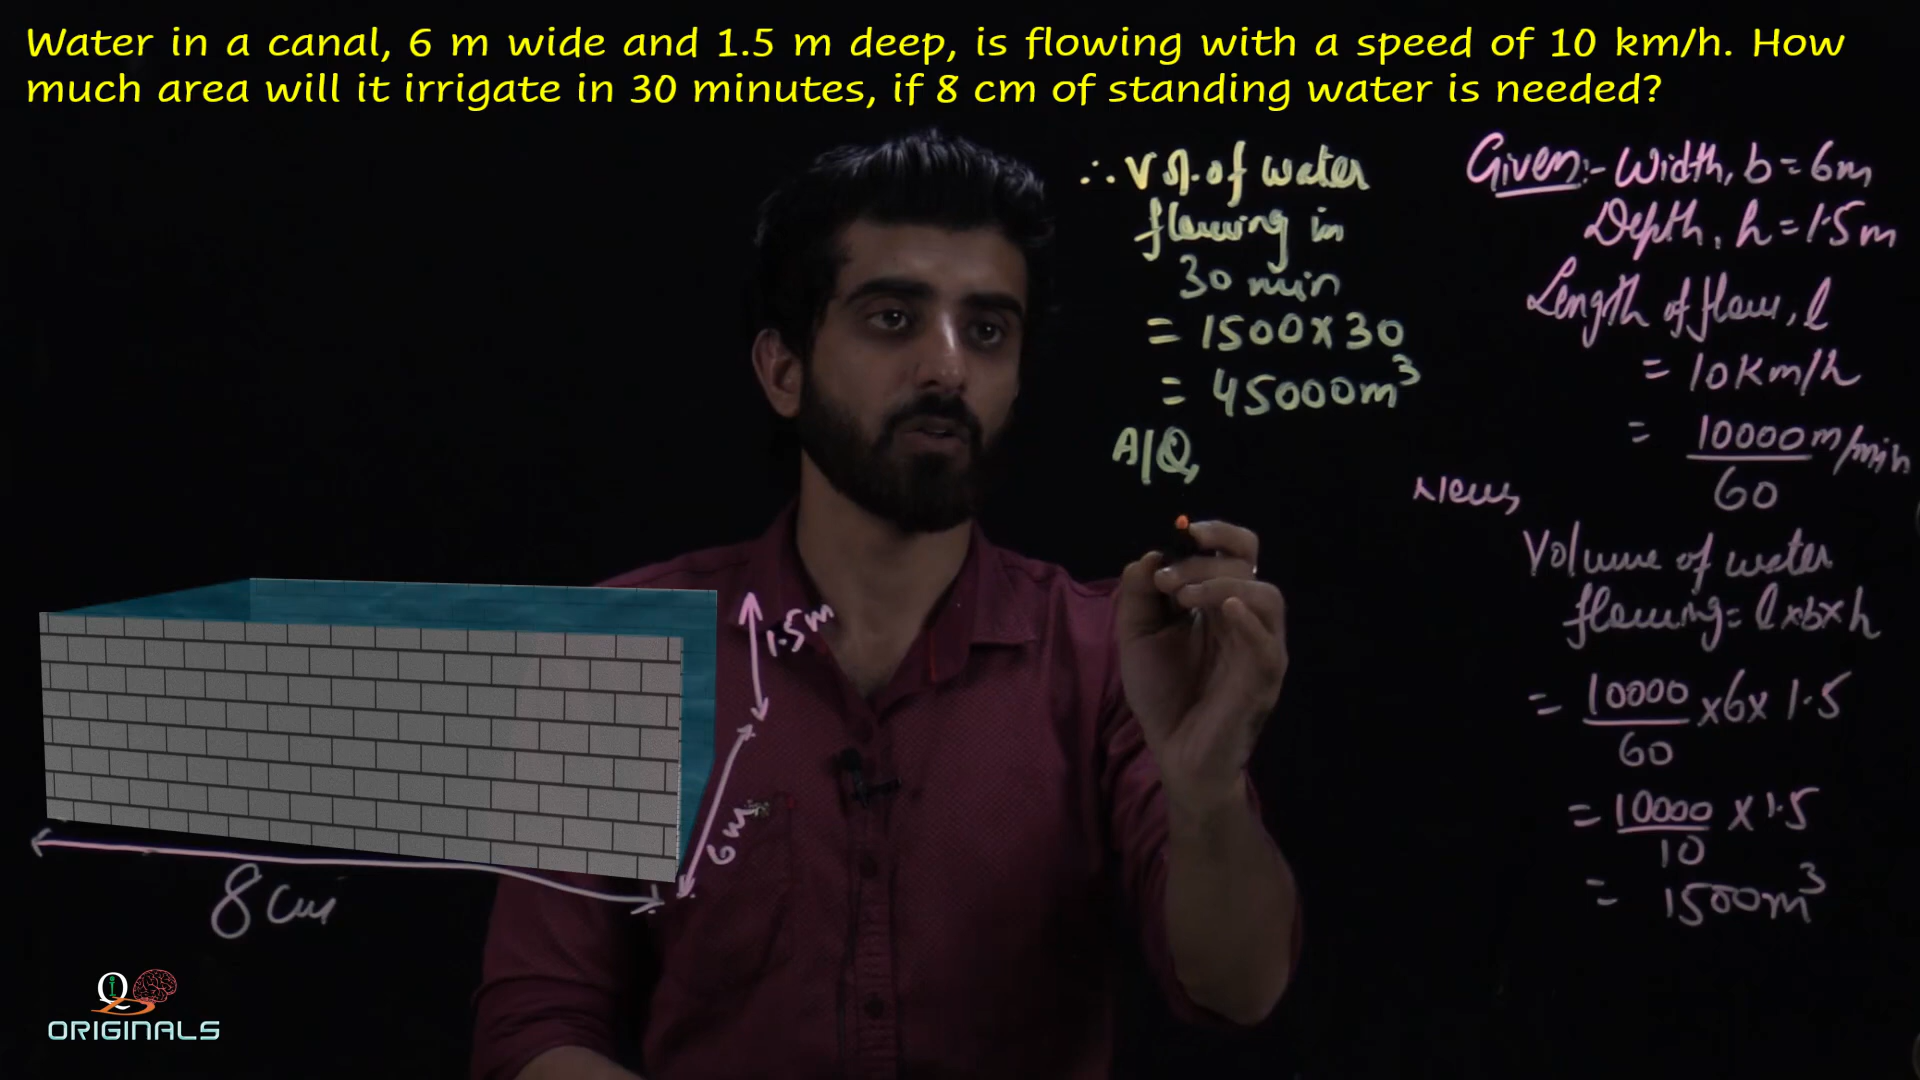 Water in a canal, 6 m wide and 1.5 m deep, is flowing with a speed of 10 km/h. How
much area will it irrigate in 30 minutes, if 8 cm of standing water is needed?
∴ Vol. of water
flowing in
30 min
= 1500 x 30
= 45000m³
A/Q,
Given:- Width, b = 6m
Depth, h = 1.5m
Length of flow, l
= 10Km/h
= 10000 m/min
60
Now,
Volume of water
flowing = l x b x h
= 10000 x 6 x 1.5
60
= 10000 x 1.5
10
= 1500m³
1.5m
6m
8cm
Q
ORIGINALS